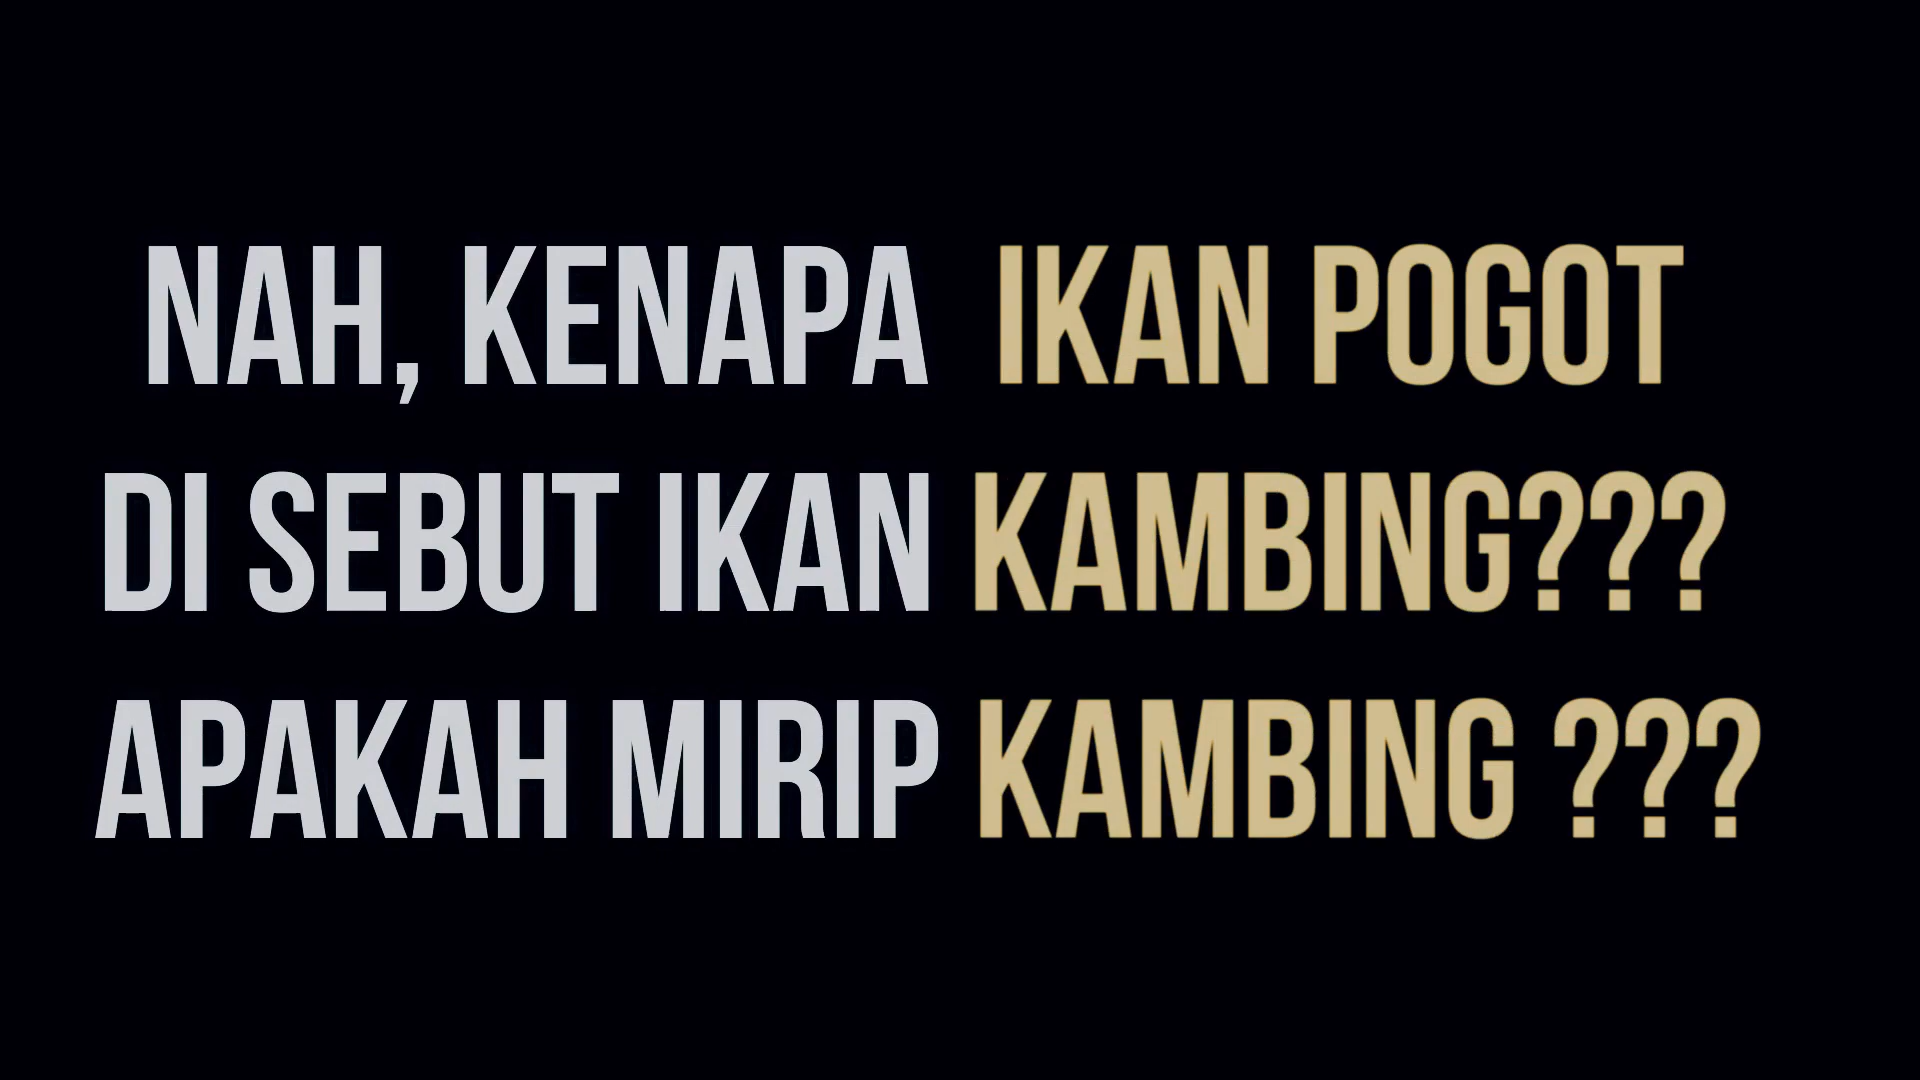 NAH, KENAPA IKAN POGOT
DI SEBUT IKAN KAMBING???
APAKAH MIRIP KAMBING ???